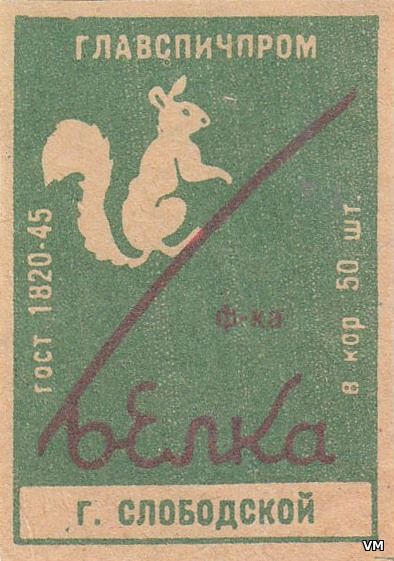 ГЛАВСПИЧПРОМ
ГОСТ 1820-45
в кор 50 шт.
ф-ка
БЕЛКА
г. СЛОБОДСКОЙ
VM